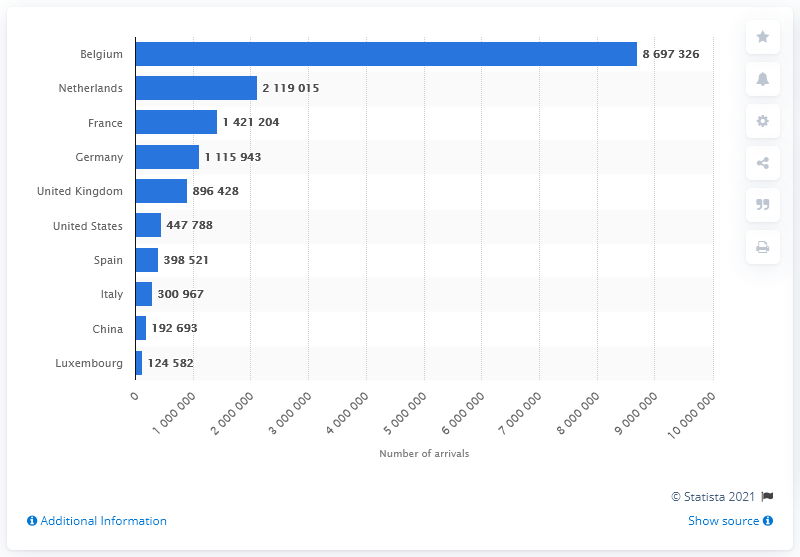 Belgium 8 697 326
Netherlands 2 119 015
France 1 421 204
Germany 1 115 943
United Kingdom 896 428
United States 447 788
Spain 398 521
Italy 300 967
China 192 693
Luxembourg 124 582
0 1 000 000 2 000 000 3 000 000 4 000 000 5 000 000 6 000 000 7 000 000 8 000 000 9 000 000 10 000 000
Number of arrivals
© Statista 2021
Additional Information Show source